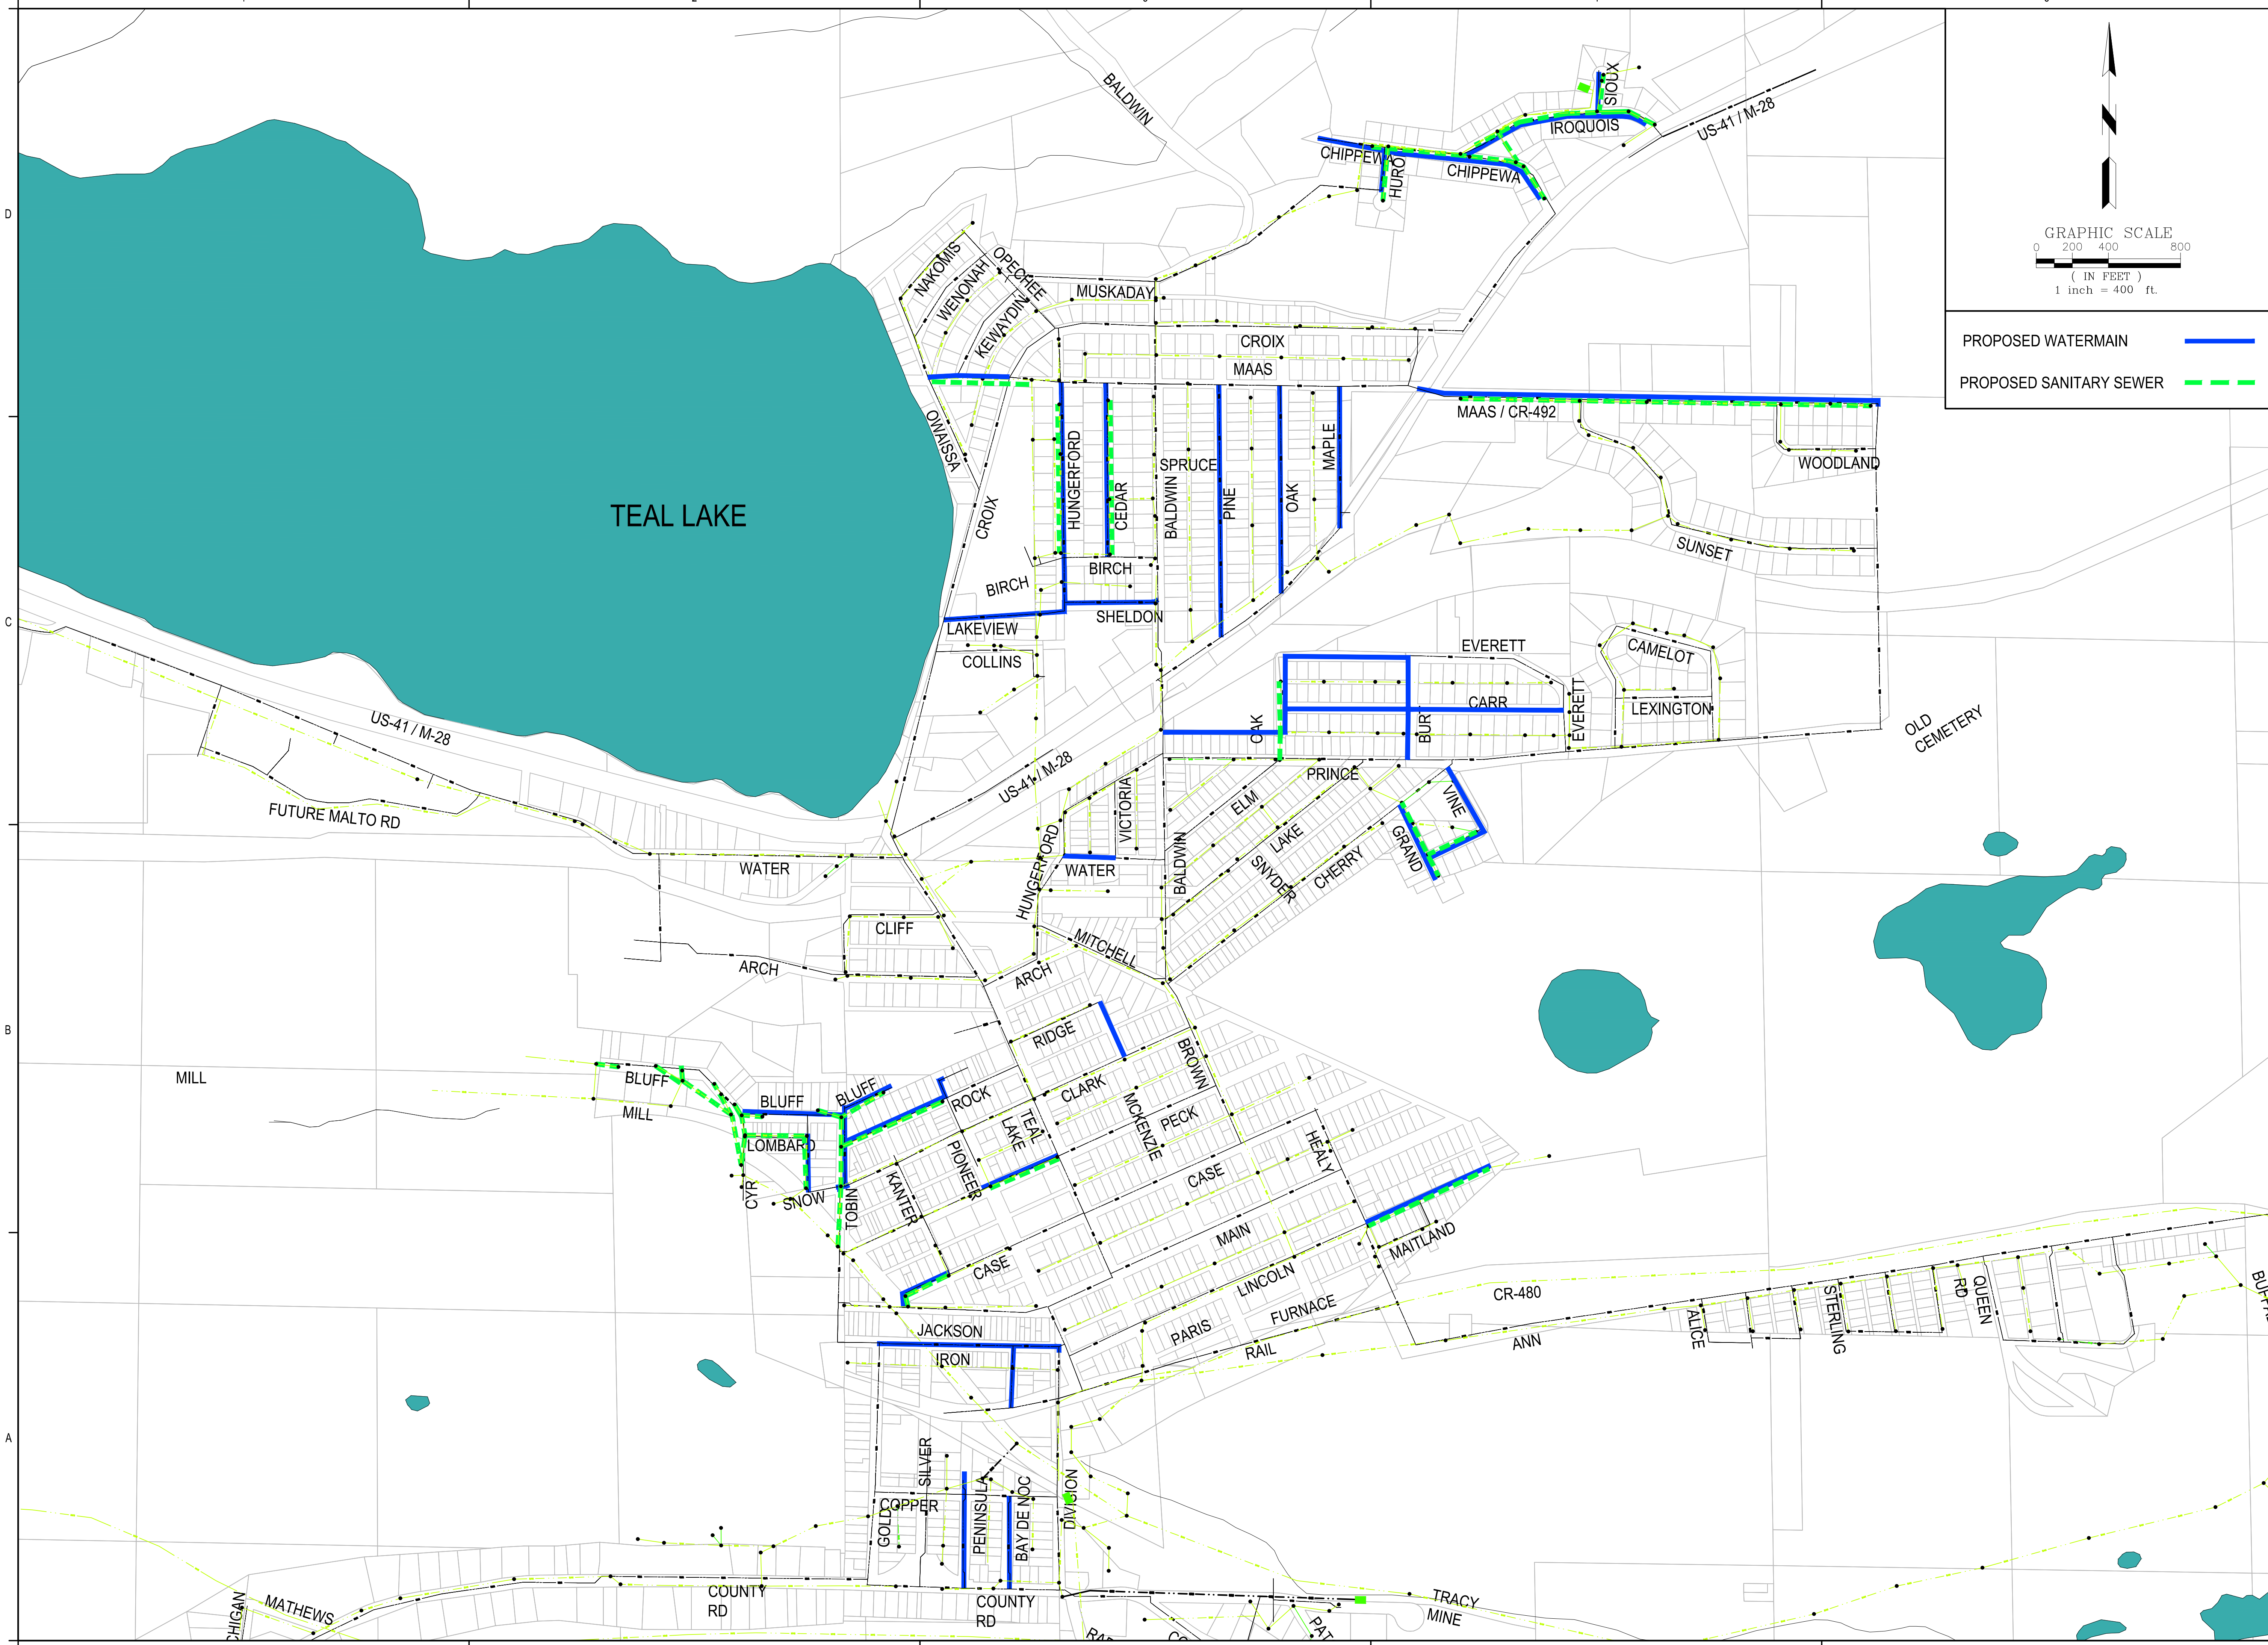 BALDWIN
SIOUX
IROQUOIS
US-41 / M-28
CHIPPEWA
HURO
CHIPPEWA
D
GRAPHIC SCALE
0 200 400 800
( IN FEET )
1 inch = 400 ft.
NAKOMIS
WENONAH
OPECHEE
KEWAYDIN
MUSKADAY
CROIX
MAAS
PROPOSED WATERMAIN
PROPOSED SANITARY SEWER
OWAISSA
MAAS / CR-492
HUNGERFORD
CEDAR
SPRUCE
BALDWIN
PINE
OAK
MAPLE
WOODLAND
TEAL LAKE
CROIX
SUNSET
BIRCH
BIRCH
SHELDON
C
LAKEVIEW
COLLINS
EVERETT
CAMELOT
CARR
LEXINGTON
OAK
BURT
EVERETT
OLD
CEMETERY
US-41 / M-28
US-41 / M-28
PRINCE
FUTURE MALTO RD
VICTORIA
ELM
VINE
LAKE
GRAND
WATER
HUNGERFORD
WATER
BALDWIN
SNYDER
CHERRY
CLIFF
MITCHELL
ARCH
ARCH
B
RIDGE
BROWN
MILL
BLUFF
BLUFF
BLUFF
ROCK
CLARK
MILL
TEAL
LAKE
MCKENZIE
PECK
LOMBARD
PIONEER
HEALY
KANTER
CASE
CYR
SNOW
TOBIN
MAIN
MAITLAND
CASE
LINCOLN
CR-480
QUEEN
RD
STERLING
ALICE
FURNACE
PARIS
JACKSON
RAIL
ANN
IRON
A
SILVER
COPPER
GOLD
PENINSULA
BAY DE NOC
DIVISION
COUNTY
RD
COUNTY
RD
MATHEWS
CHIGAN
TRACY
MINE
PAT